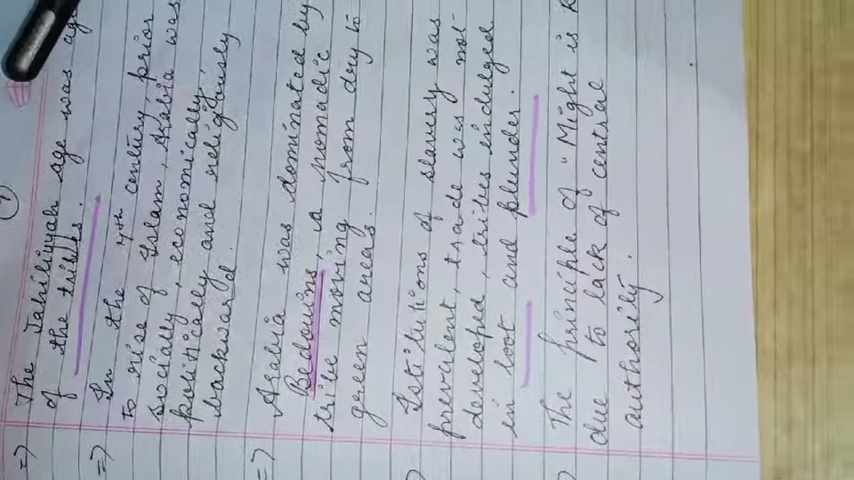 => The Jahiliyyah age was
of the tribes.
=> In the 7th century, prior
to rise of Islam, Arabia was
socially, economically,
politically and religiously
backward.
=> Arabia was dominated by
Bedouins, a nomadic
tribe moving from dry to
green areas.
Institutions of slavery was
prevalent, trade was not
developed, tribes indulged
in loot and plunder.
The principle of "Might is
due to lack of central
authority.